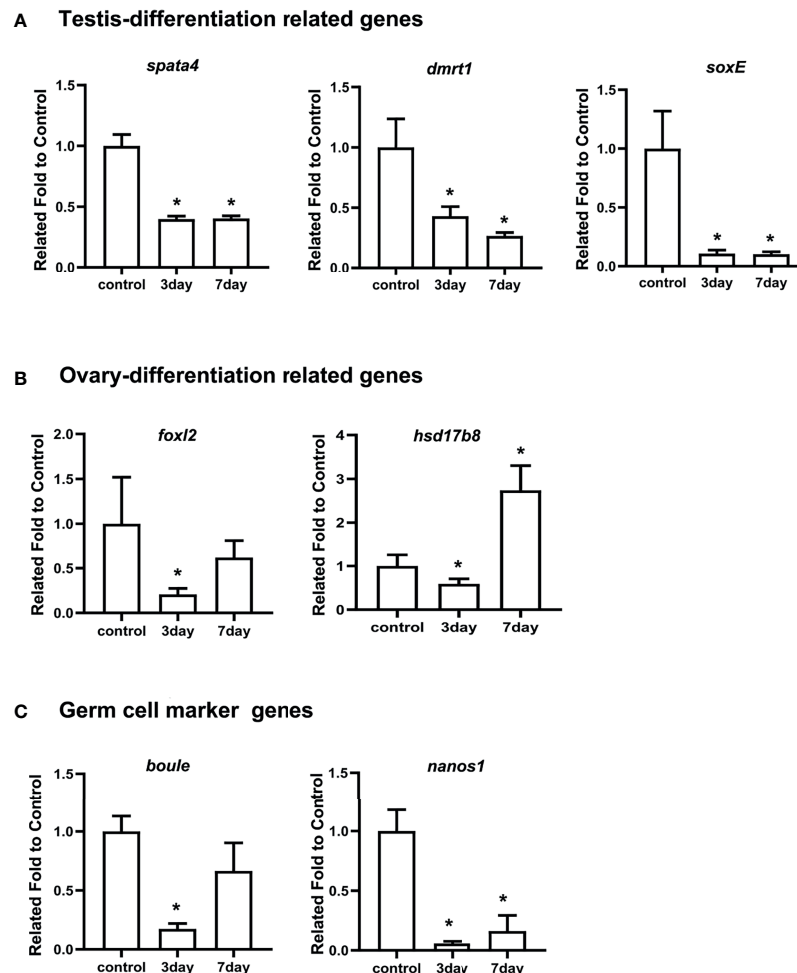 A Testis-differentiation related genes
spata4
Related Fold to Control
1.5
1.0
0.5
0.0
* *
control 3day 7day
dmrt1
Related Fold to Control
1.5
1.0
0.5
0.0
*
*
control 3day 7day
soxE
Related Fold to Control
1.5
1.0
0.5
0.0
* *
control 3day 7day
B Ovary-differentiation related genes
foxl2
Related Fold to Control
2.0
1.5
1.0
0.5
0.0
*
control 3day 7day
hsd17b8
Related Fold to Control
4
3
2
1
0
*
*
control 3day 7day
C Germ cell marker genes
boule
Related Fold to Control
1.5
1.0
0.5
0.0
*
control 3day 7day
nanos1
Related Fold to Control
1.5
1.0
0.5
0.0
*
*
control 3day 7day